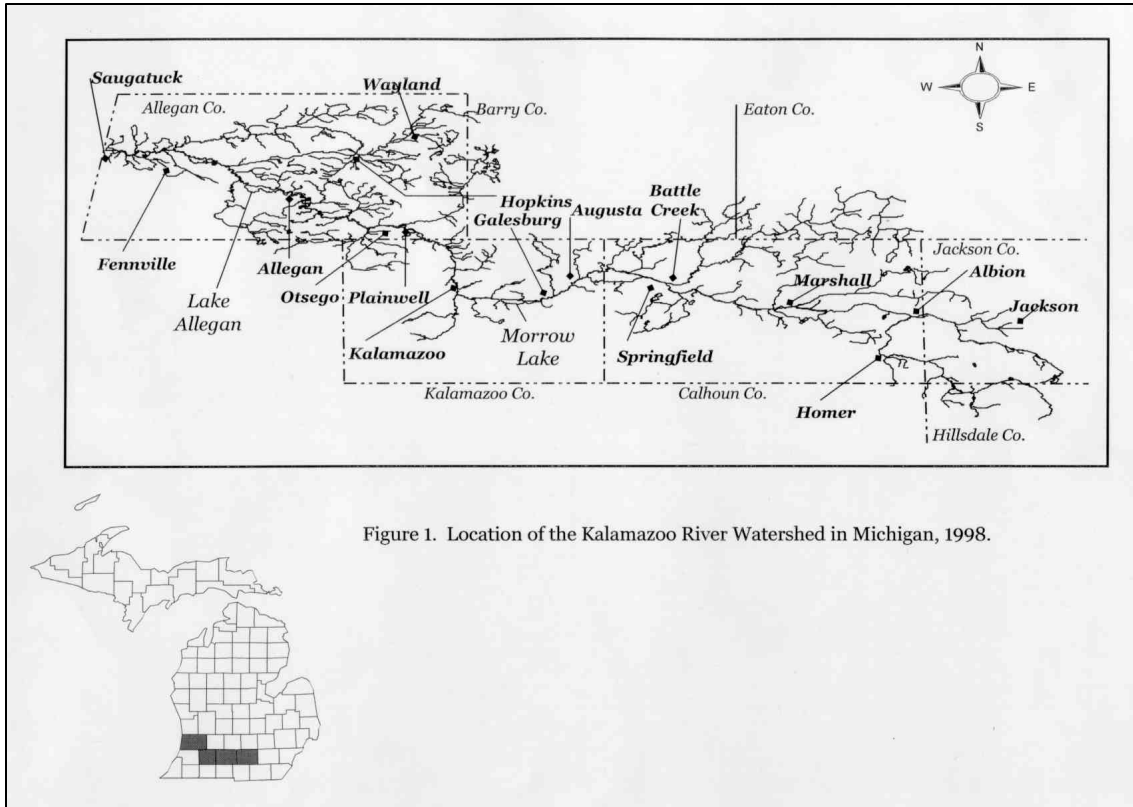 N
W E
S
Saugatuck
Wayland
Allegan Co.
Barry Co.
Eaton Co.
Battle
Creek
Hopkins
Galesburg
Augusta
Fennville
Allegan
Otsego
Plainwell
Lake
Allegan
Kalamazoo
Morrow
Lake
Springfield
Marshall
Jackson Co.
Albion
Jackson
Homer
Kalamazoo Co.
Calhoun Co.
Hillsdale Co.
Figure 1. Location of the Kalamazoo River Watershed in Michigan, 1998.